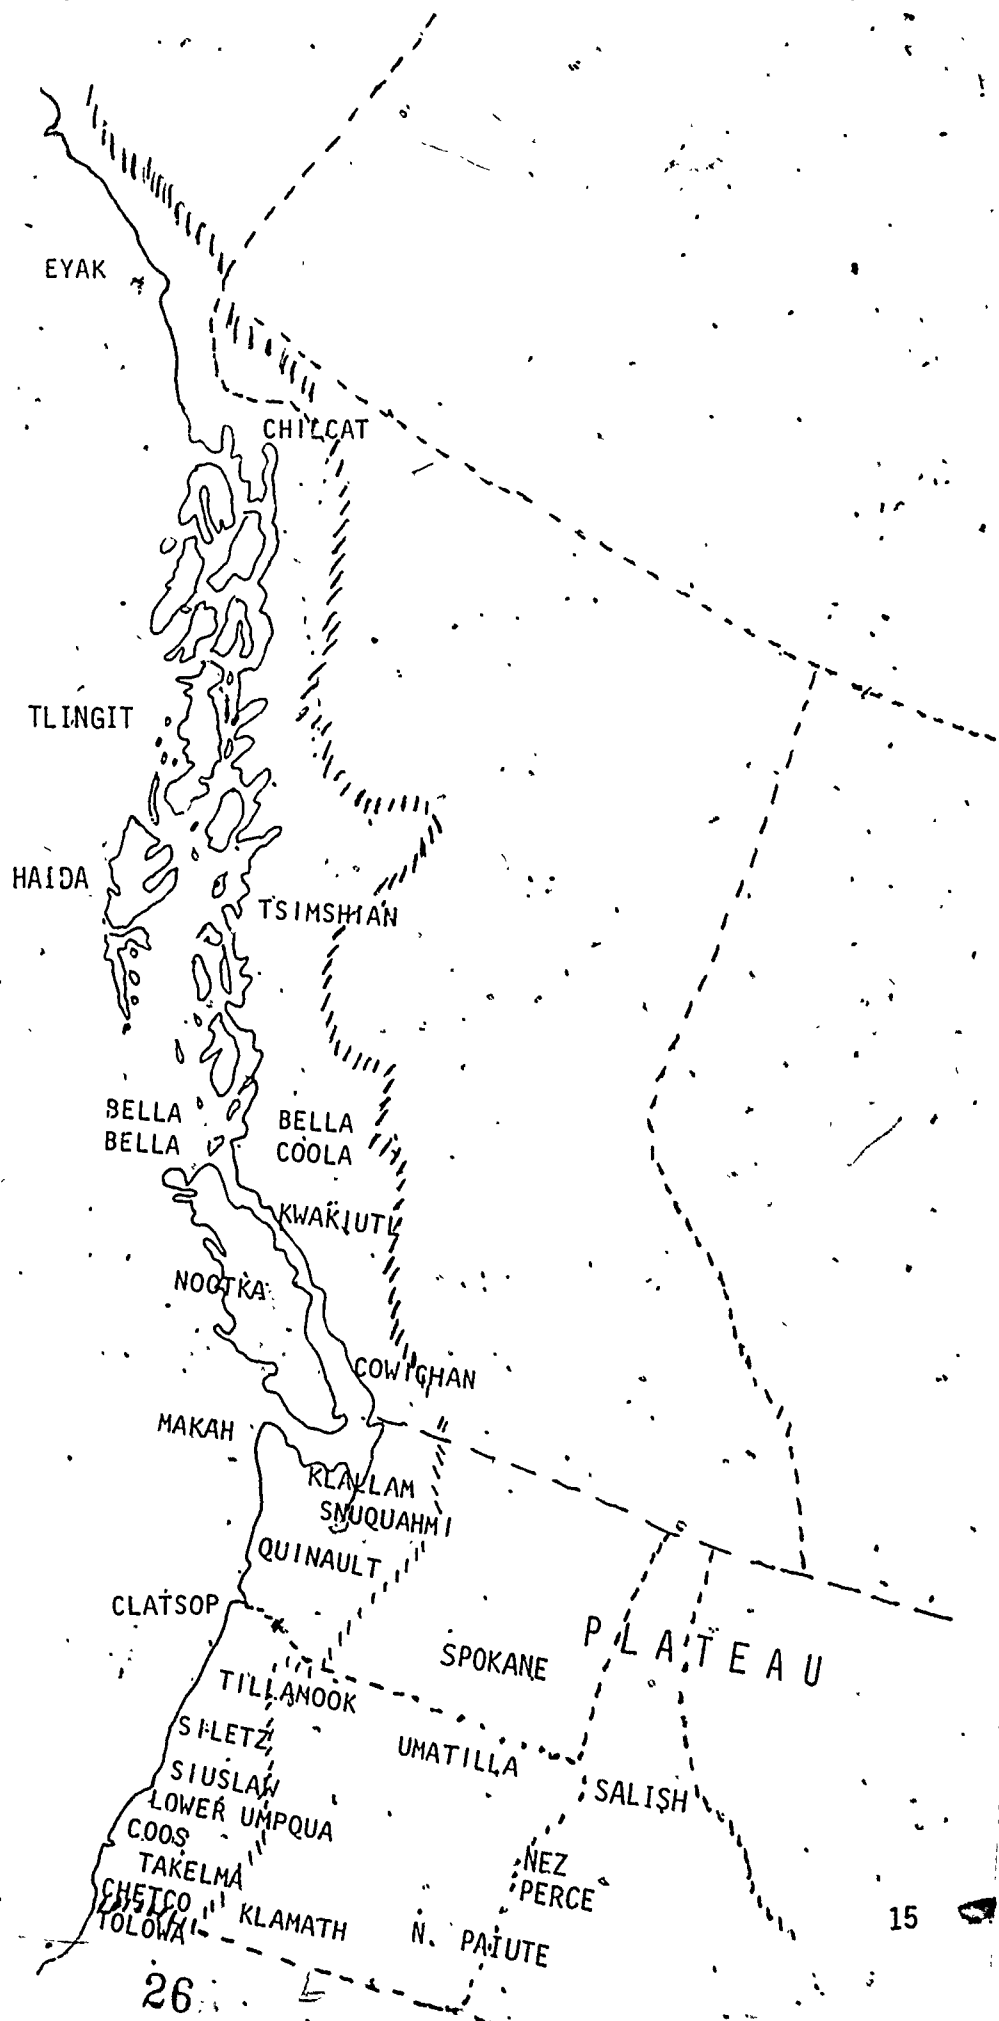 EYAK
CHILCAT
TLINGIT
HAIDA
TSIMSHIAN
BELLA
BELLA
BELLA
COOLA
KWAKIUTL
NOOTKA
COWIGHAN
MAKAH
KLALLAM
SNUQUAHMI
QUINAULT
CLATSOP
PLATEAU
SPOKANE
TILLAMOOK
SILETZ
UMATILLA
SIUSLAW
SALISH
LOWER UMPQUA
COOS
TAKELMA
NEZ
PERCE
CHETCO
TOLOWA
KLAMATH
N. PAIUTE
15
26